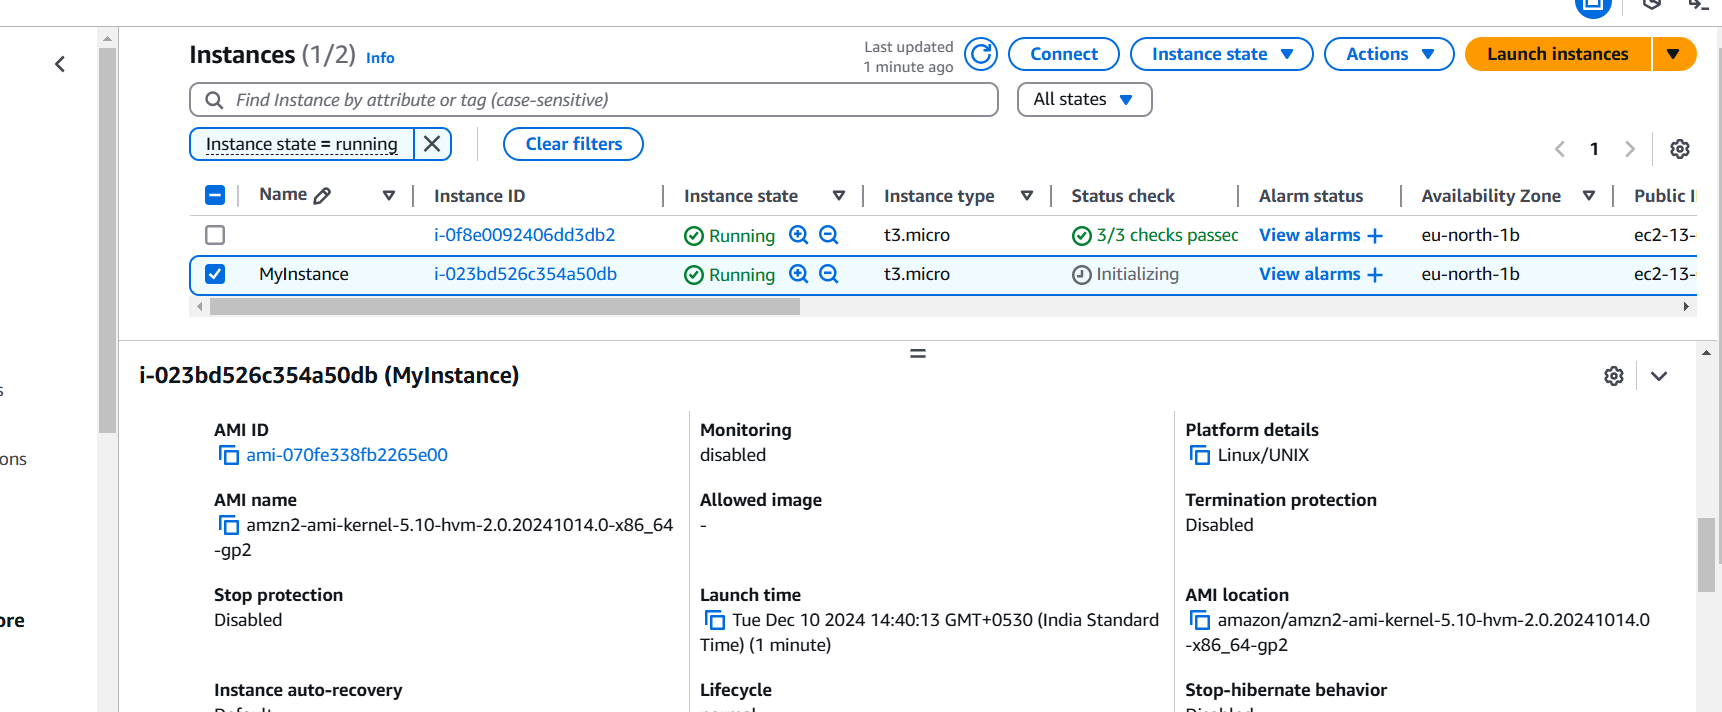 Instances (1/2) Info
Last updated
1 minute ago
Connect
Instance state
Actions
Launch instances
Find Instance by attribute or tag (case-sensitive)
All states
Instance state = running
Clear filters
1
Name Instance ID Instance state Instance type Status check Alarm status Availability Zone Public
i-0f8e0092406dd3db2 Running t3.micro 3/3 checks passed View alarms + eu-north-1b ec2-13-
MyInstance i-023bd526c354a50db Running t3.micro Initializing View alarms + eu-north-1b ec2-13-
s
ons
ore
i-023bd526c354a50db (MyInstance)
AMI ID
ami-070fe338fb2265e00
Monitoring
disabled
Platform details
Linux/UNIX
AMI name
amzn2-ami-kernel-5.10-hvm-2.0.20241014.0-x86_64
-gp2
Allowed image
-
Termination protection
Disabled
Stop protection
Disabled
Launch time
Tue Dec 10 2024 14:40:13 GMT+0530 (India Standard
Time) (1 minute)
AMI location
amazon/amzn2-ami-kernel-5.10-hvm-2.0.20241014.0
-x86_64-gp2
Instance auto-recovery
Default
Lifecycle
normal
Stop-hibernate behavior
Disabled